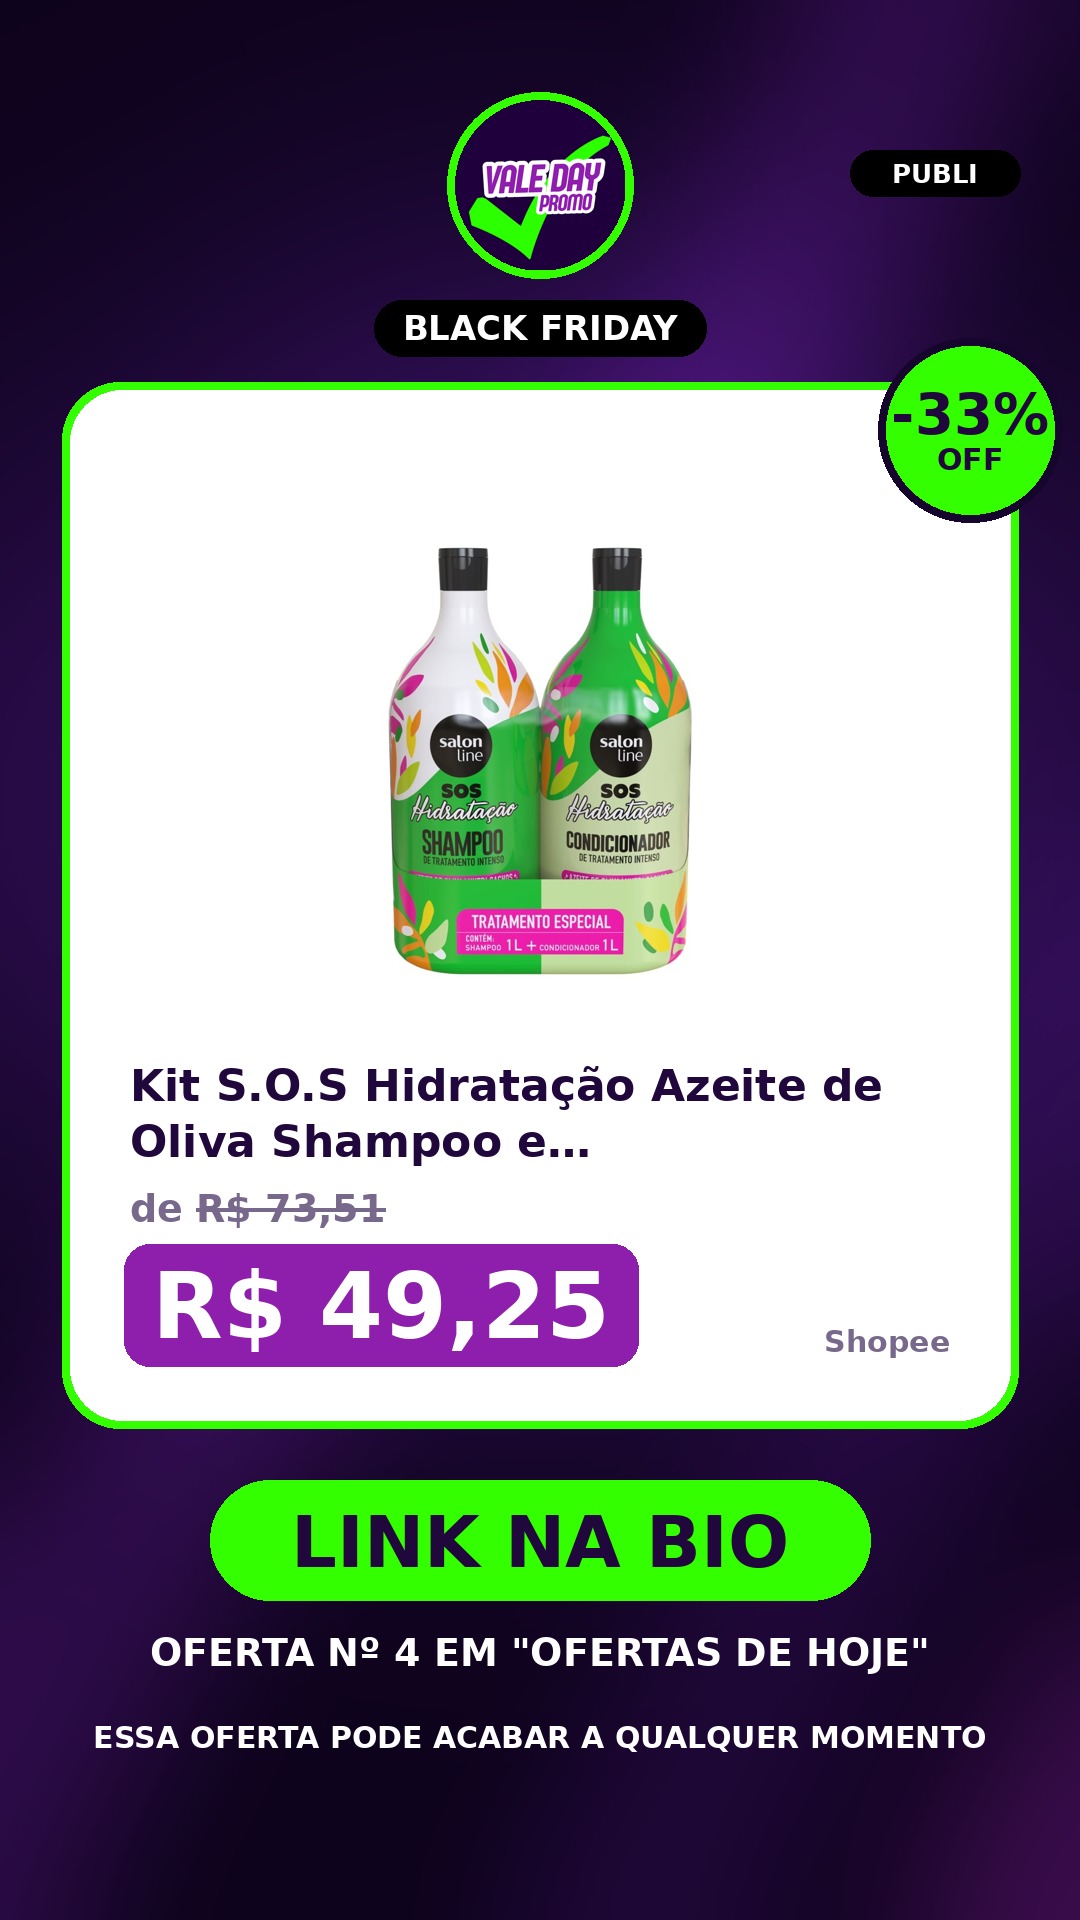 VALE DAY
PROMO
PUBLI
BLACK FRIDAY
-33%
OFF
salon
line
SOS
Hidratação
SHAMPOO
DE TRATAMENTO INTENSO
salon
line
SOS
Hidratação
CONDICIONADOR
DE TRATAMENTO INTENSO
TRATAMENTO ESPECIAL
CONTÉM:
SHAMPOO 1L + CONDICIONADOR 1L
Kit S.O.S Hidratação Azeite de
Oliva Shampoo e...
de R$ 73,51
R$ 49,25
Shopee
LINK NA BIO
OFERTA Nº 4 EM "OFERTAS DE HOJE"
ESSA OFERTA PODE ACABAR A QUALQUER MOMENTO